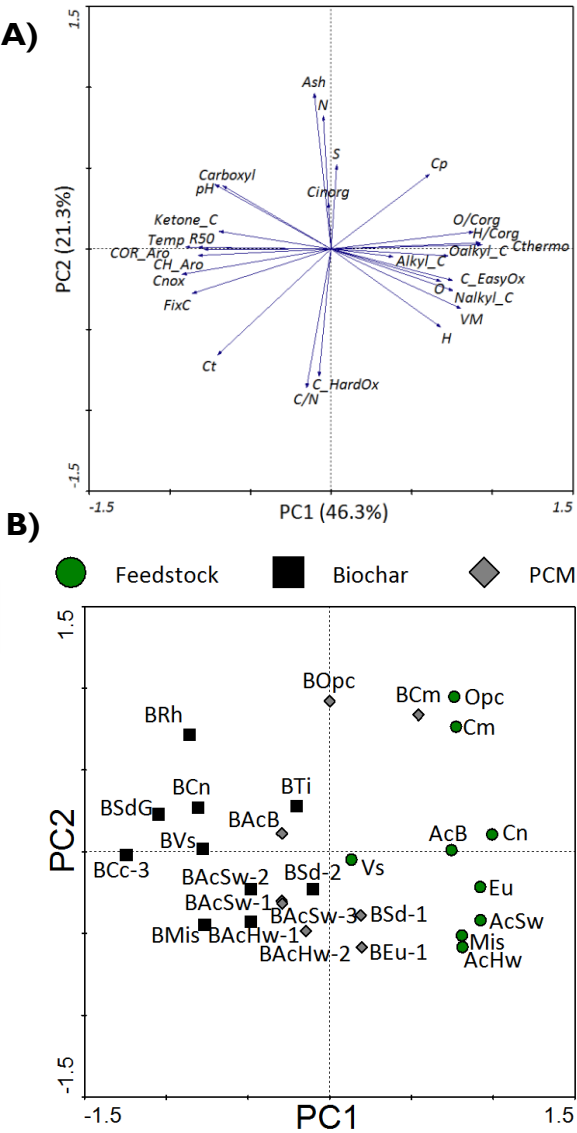 A)
1.5
Ash
N
S
Cp
Carboxyl
pH
Cinorg
Ketone_C
O/Corg
H/Corg
Temp R50
Oalkyl_C
Cthermo
COR_Aro
Alkyl_C
CH_Aro
Cnox
C_EasyOx
O
FixC
Nalkyl_C
VM
H
Ct
C_HardOx
C/N
PC2 (21.3%)
-1.5
-1.5
PC1 (46.3%)
1.5
B)
Feedstock
Biochar
PCM
1.5
BOpc
BCm
Opc
Cm
BRh
BCn
BTi
BSdG
BAcB
AcB
Cn
BVs
BCc-3
Vs
BAcSw-2
BSd-2
Eu
BAcSw-1
BAcSw-3
BSd-1
AcSw
BMis
BAcHw-1
Mis
BAcHw-2
BEu-1
AcHw
PC2
-1.5
-1.5
PC1
1.5